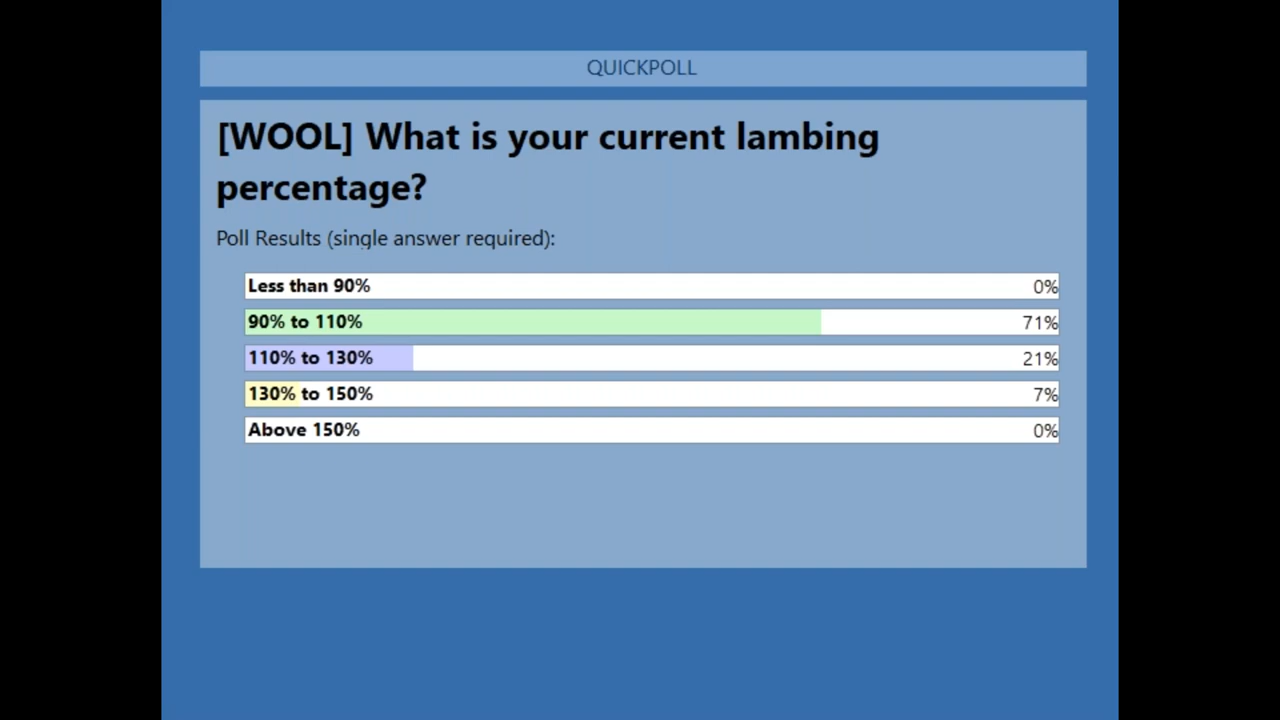 QUICKPOLL
[WOOL] What is your current lambing
percentage?
Poll Results (single answer required):
Less than 90% 0%
90% to 110% 71%
110% to 130% 21%
130% to 150% 7%
Above 150% 0%